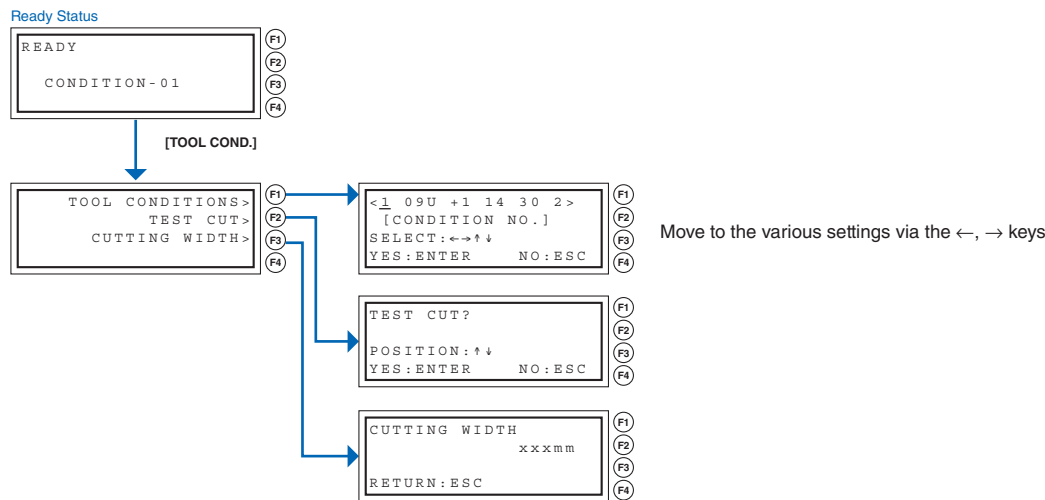 Ready Status
READY
CONDITION-01
F1
F2
F3
F4
[TOOL COND.]
TOOL CONDITIONS>
TEST CUT>
CUTTING WIDTH>
F1
F2
F3
F4
<1 09U +1 14 30 2>
[CONDITION NO.]
SELECT:←→↑↓
YES:ENTER NO:ESC
F1
F2
F3
F4
Move to the various settings via the ←, → keys
TEST CUT?
POSITION:↑↓
YES:ENTER NO:ESC
F1
F2
F3
F4
CUTTING WIDTH
xxxmm
RETURN:ESC
F1
F2
F3
F4